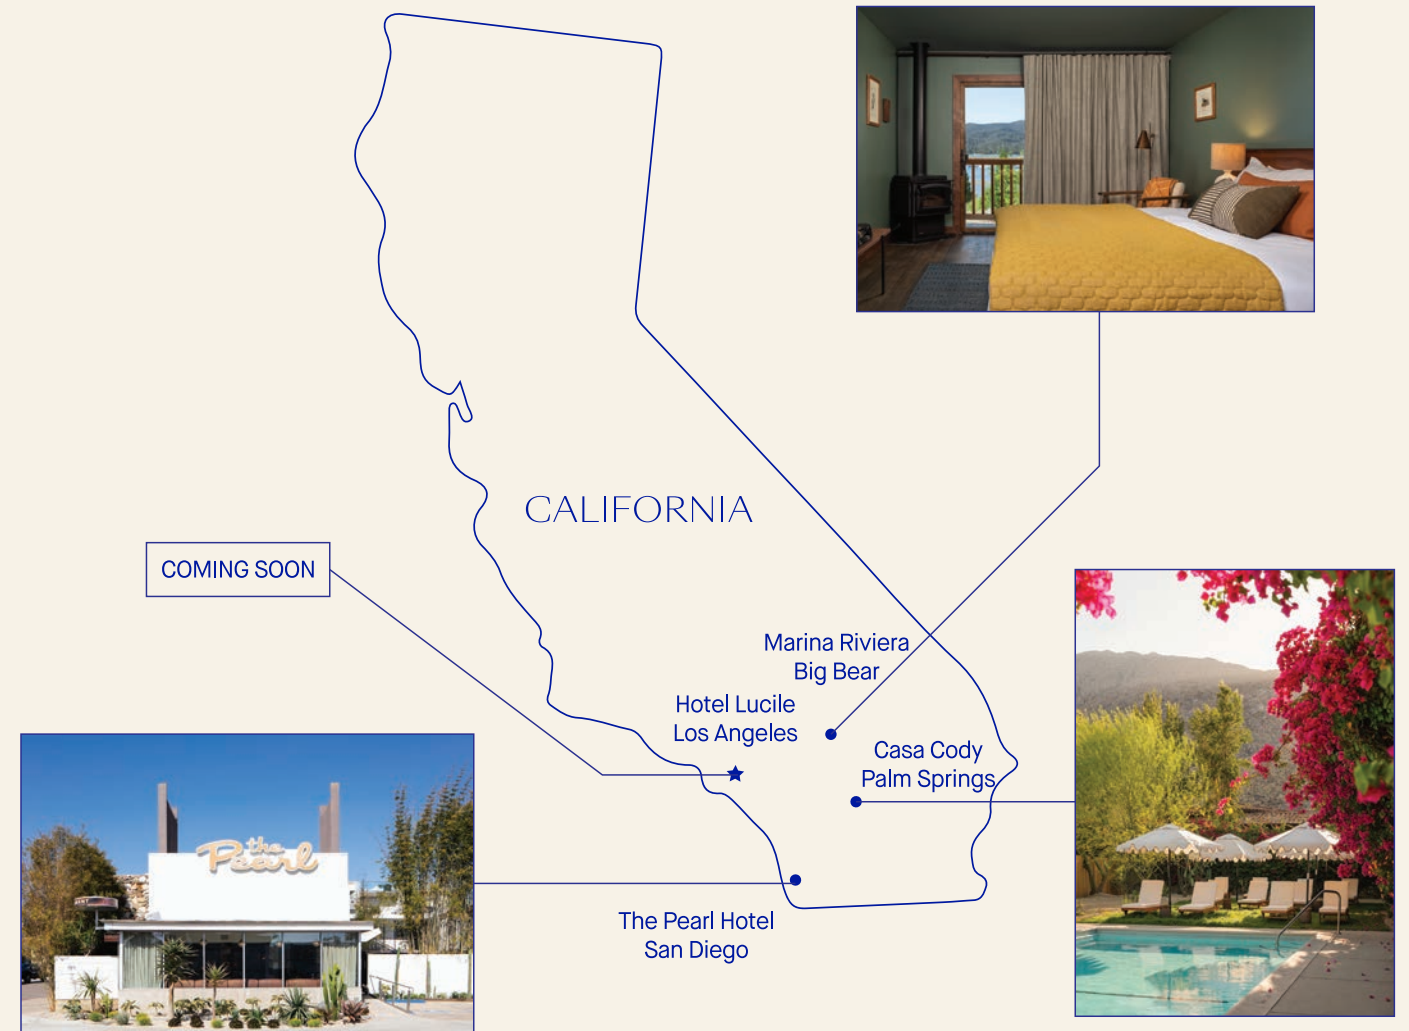 CALIFORNIA
COMING SOON
Marina Riviera
Big Bear
Hotel Lucile
Los Angeles
Casa Cody
Palm Springs
the
Pearl
The Pearl Hotel
San Diego